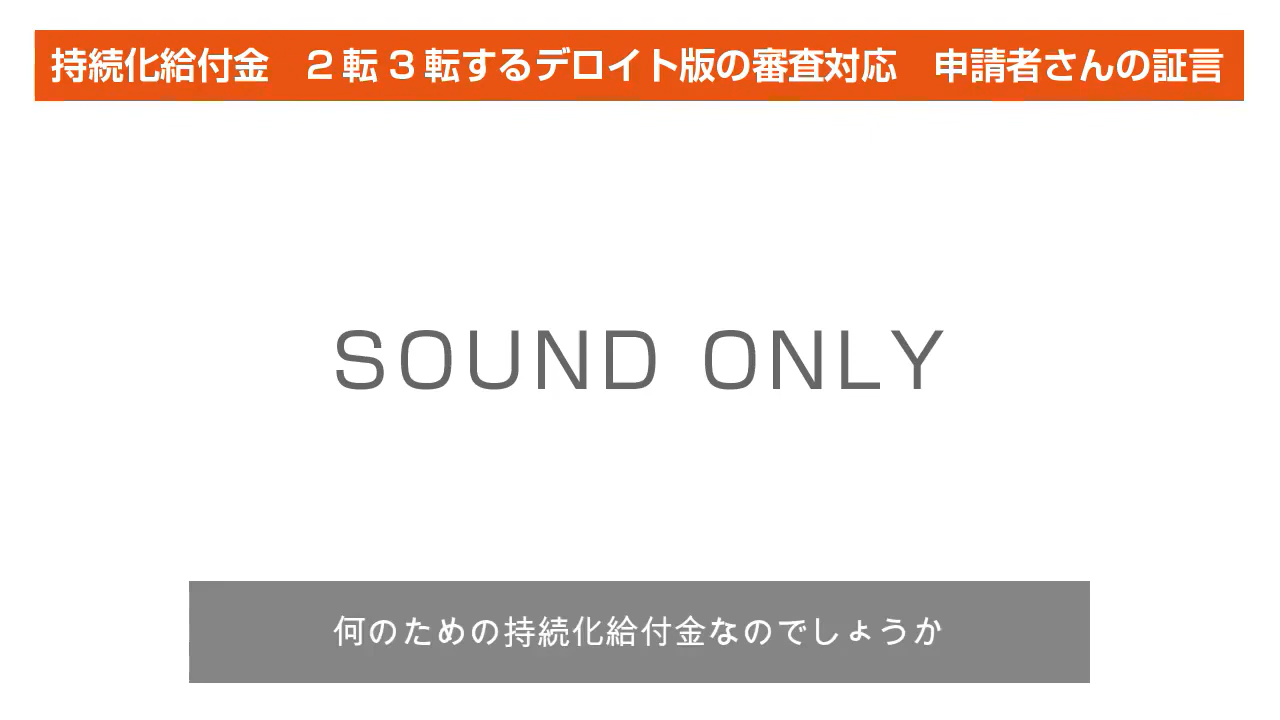 持続化給付金　２転３転するデロイト版の審査対応　申請者さんの証言
SOUND ONLY
何のための持続化給付金なのでしょうか